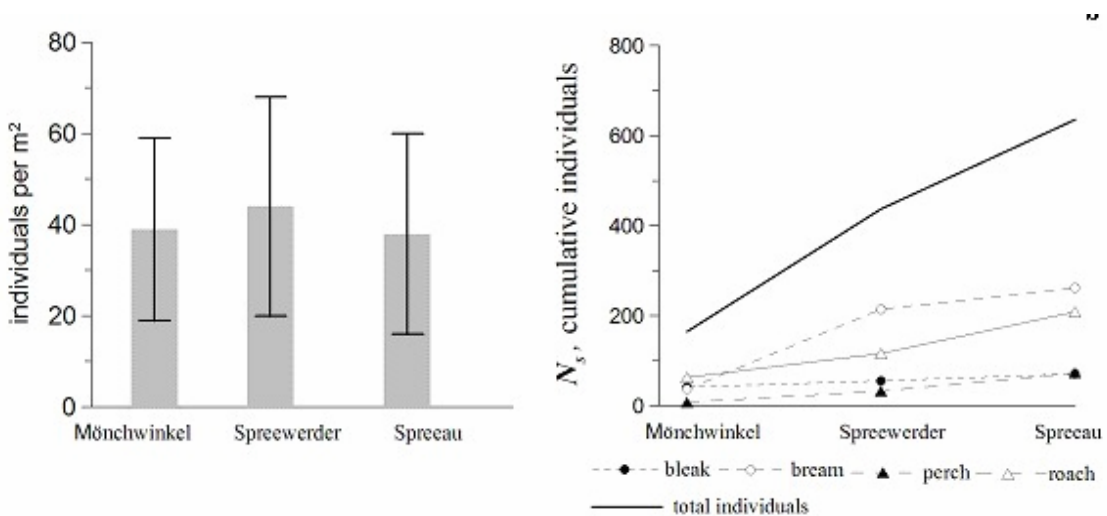 b
80
60
40
20
0
individuals per m²
Mönchwinkel Spreewerder Spreeau
800
600
400
200
0
Nₛ, cumulative individuals
Mönchwinkel Spreewerder Spreeau
bleak bream perch roach
total individuals